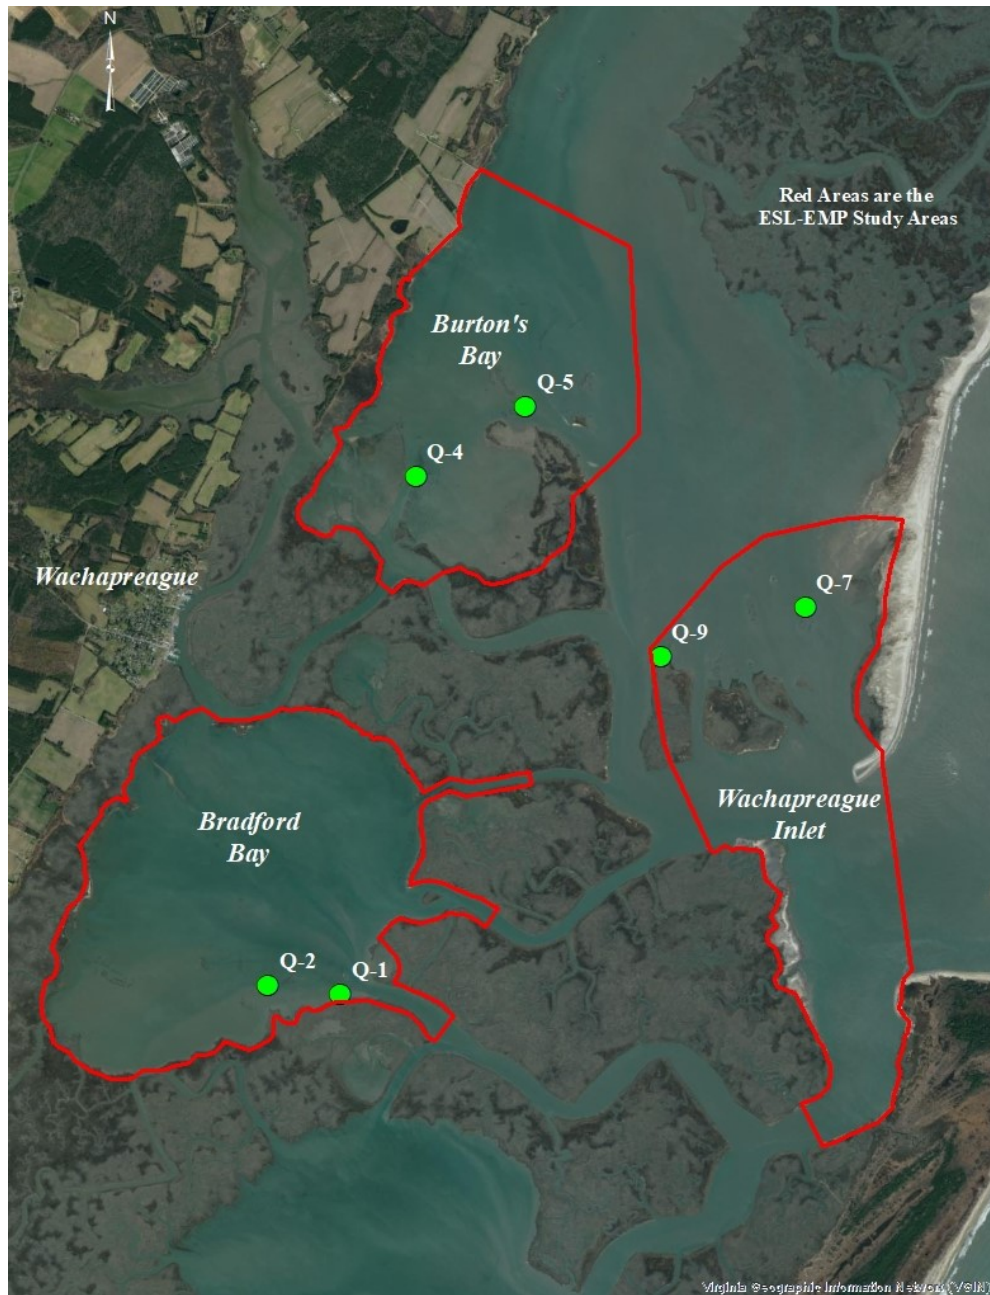 N
Red Areas are the
ESL-EMP Study Areas
Burton's
Bay
Q-5
Q-4
Wachapreague
Q-7
Q-9
Wachapreague
Inlet
Bradford
Bay
Q-2
Q-1
Virginia Geographic Information Network (VGIN)